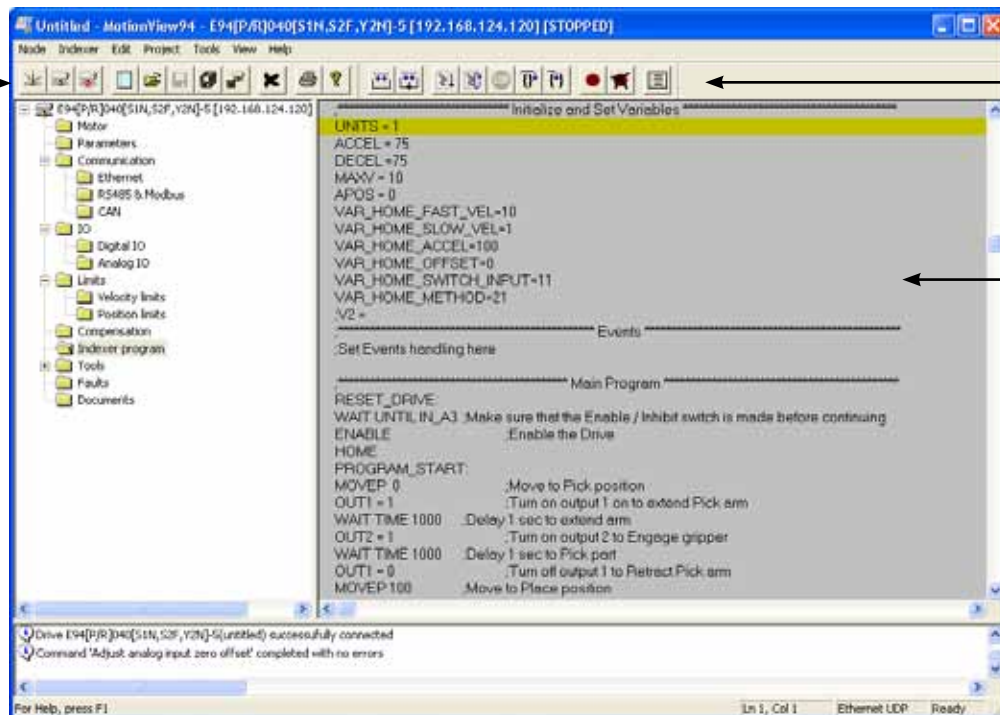 Untitled - MotionView94 - E94[P/R]040[S1N,S2F,Y2N]-S [192.168.124.120] [STOPPED]
Node Indexer Edit Project Tools View Help
E94[P/R]040[S1N,S2F,Y2N]-S [192.168.124.120]
Motor
Parameters
Communication
Ethernet
RS485 & Modbus
CAN
IO
Digital IO
Analog IO
Limits
Velocity limits
Position limits
Compensation
Indexer program
Tools
Faults
Documents
;****************************** Initialize and Set Variables ******************************
UNITS = 1
ACCEL = 75
DECEL =75
MAXV = 10
APOS = 0
VAR_HOME_FAST_VEL=10
VAR_HOME_SLOW_VEL=1
VAR_HOME_ACCEL=100
VAR_HOME_OFFSET=0
VAR_HOME_SWITCH_INPUT=11
VAR_HOME_METHOD=21
;V2 =
;****************************** Events ******************************
;Set Events handling here
;****************************** Main Program ******************************
RESET_DRIVE:
WAIT UNTIL IN_A3 ;Make sure that the Enable / Inhibit switch is made before continuing
ENABLE ;Enable the Drive
HOME
PROGRAM_START:
MOVEP 0 ;Move to Pick position
OUT1 = 1 ;Turn on output 1 on to extend Pick arm
WAIT TIME 1000 ;Delay 1 sec to extend arm
OUT2 = 1 ;Turn on output 2 to Engage gripper
WAIT TIME 1000 ;Delay 1 sec to Pick part
OUT1 = 0 ;Turn off output 1 to Retract Pick arm
MOVEP 100 ;Move to Place position
Drive E94[P/R]040[S1N,S2F,Y2N]-S(untitled) successfully connected
Command 'Adjust analog input zero offset' completed with no errors
For Help, press F1
Ln 1, Col 1
Ethernet UDP
Ready